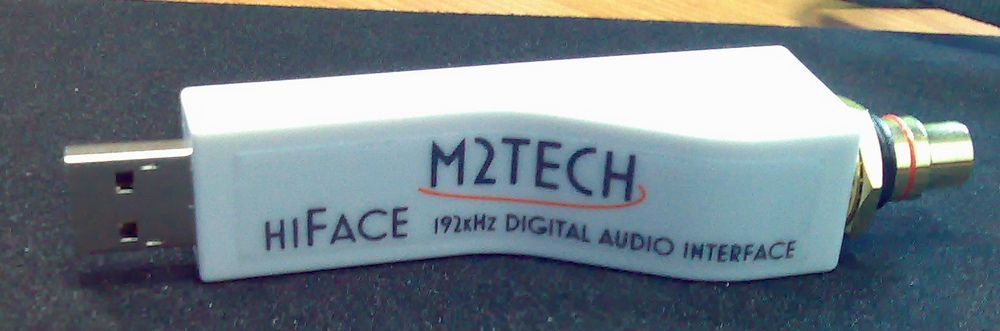 M2TECH
HIFACE 192KHZ DIGITAL AUDIO INTERFACE